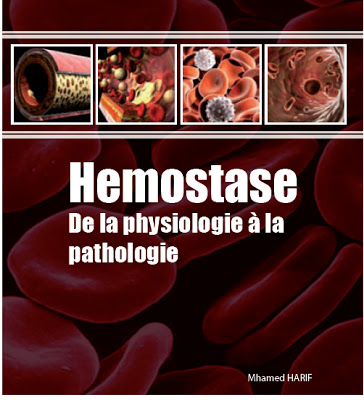 Hemostase
De la physiologie à la
pathologie
Mhamed HARIF